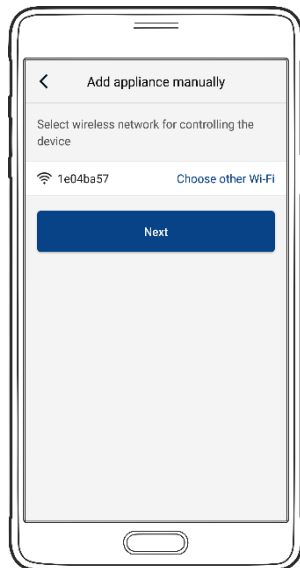 Add appliance manually
Select wireless network for controlling the
device
1e04ba57 Choose other Wi-Fi
Next